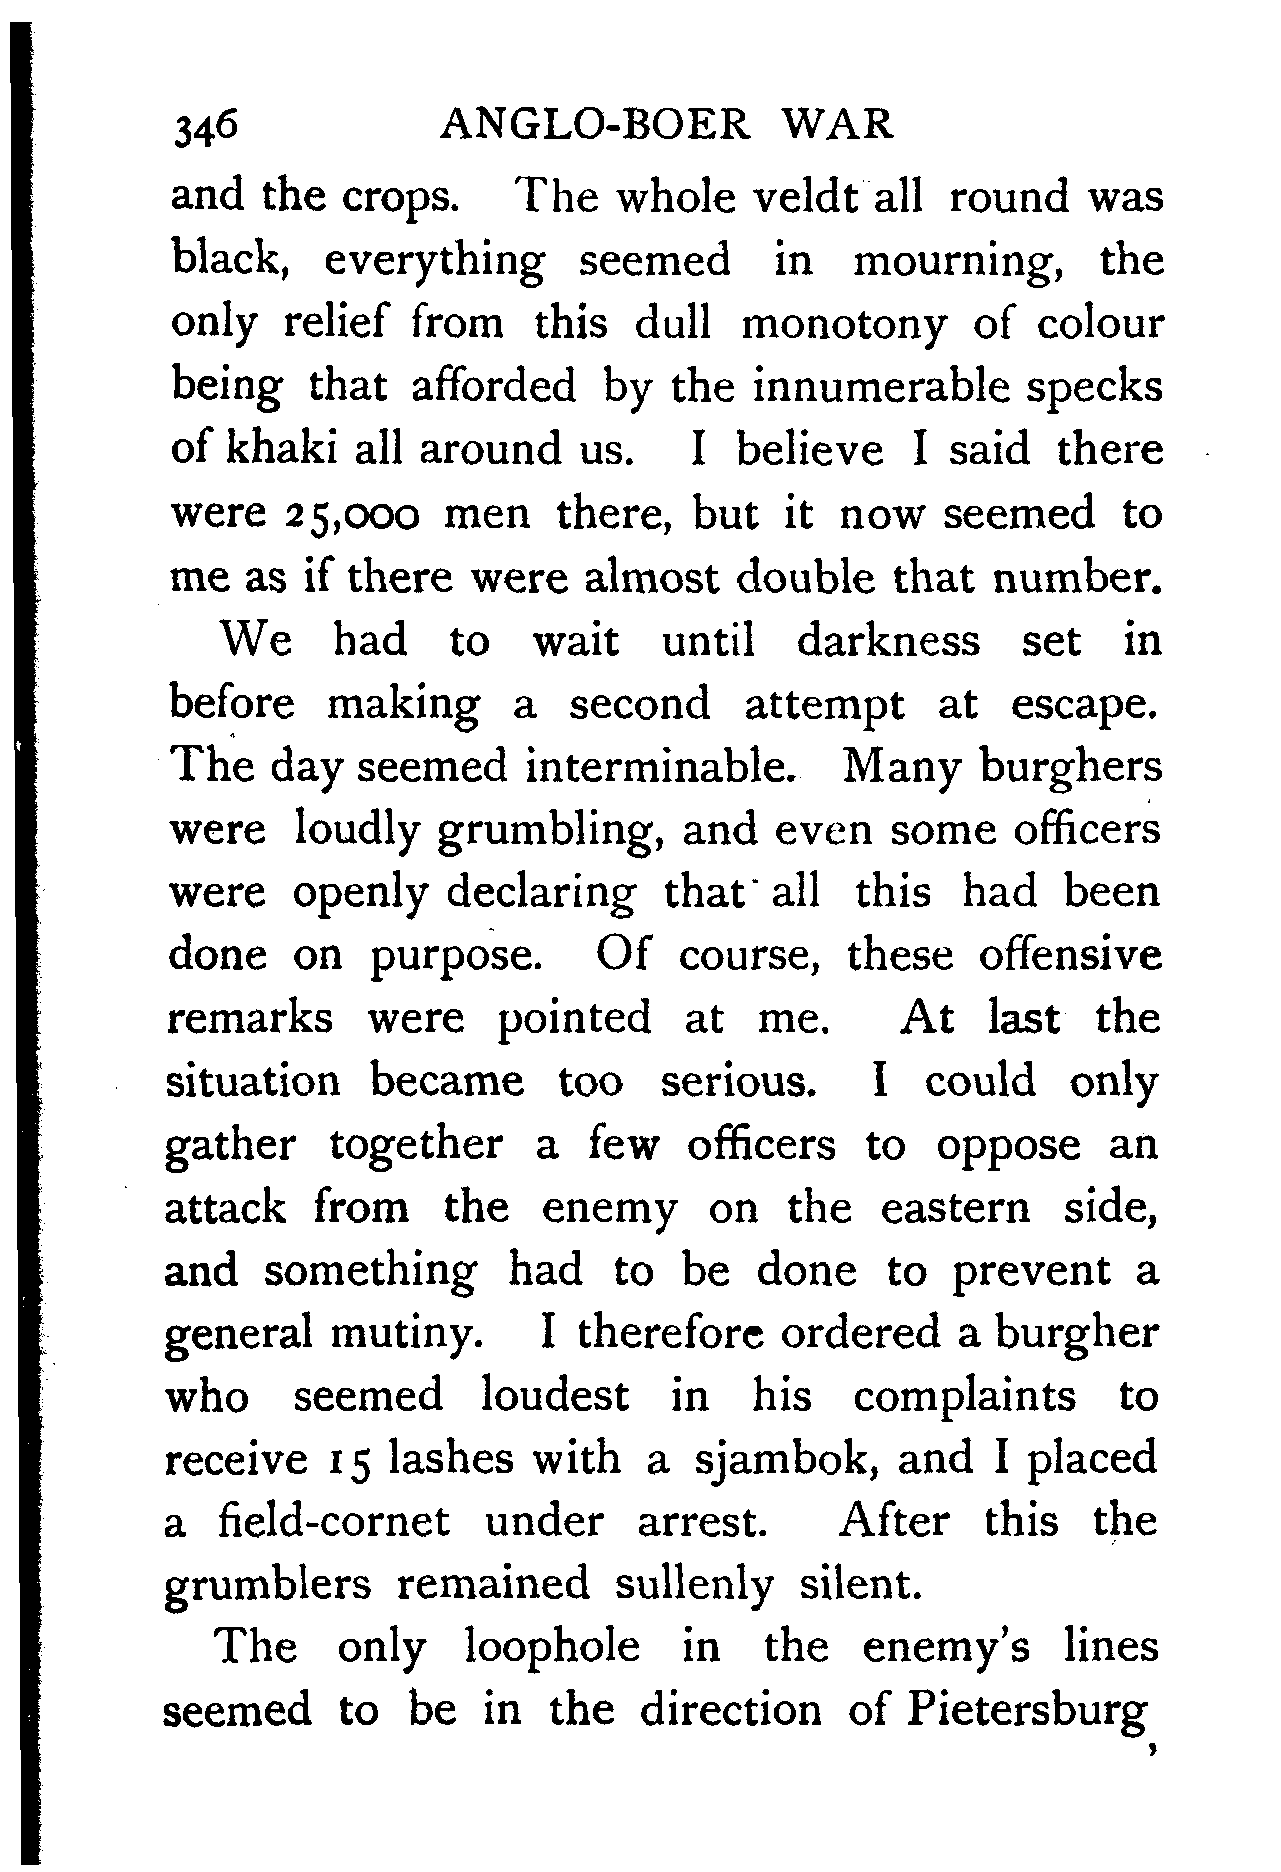 346 ANGLO-BOER WAR
and the crops. The whole veldt all round was
black, everything seemed in mourning, the
only relief from this dull monotony of colour
being that afforded by the innumerable specks
of khaki all around us. I believe I said there
were 25,000 men there, but it now seemed to
me as if there were almost double that number.
We had to wait until darkness set in
before making a second attempt at escape.
The day seemed interminable. Many burghers
were loudly grumbling, and even some officers
were openly declaring that all this had been
done on purpose. Of course, these offensive
remarks were pointed at me. At last the
situation became too serious. I could only
gather together a few officers to oppose an
attack from the enemy on the eastern side,
and something had to be done to prevent a
general mutiny. I therefore ordered a burgher
who seemed loudest in his complaints to
receive 15 lashes with a sjambok, and I placed
a field-cornet under arrest. After this the
grumblers remained sullenly silent.
The only loophole in the enemy's lines
seemed to be in the direction of Pietersburg,